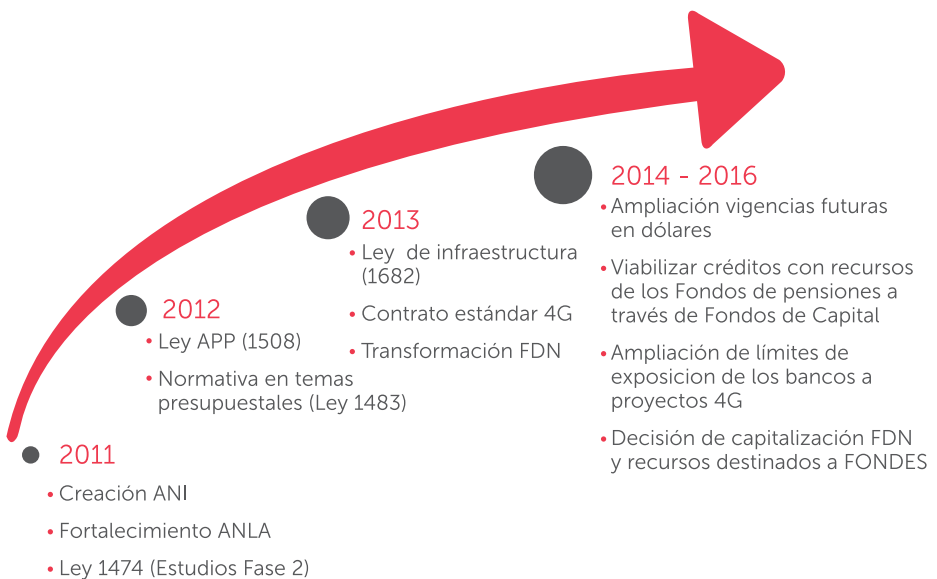 2011
• Creación ANI
• Fortalecimiento ANLA
• Ley 1474 (Estudios Fase 2)
2012
• Ley APP (1508)
• Normativa en temas
presupuestales (Ley 1483)
2013
• Ley de infraestructura
(1682)
• Contrato estándar 4G
• Transformación FDN
2014 - 2016
• Ampliación vigencias futuras
en dólares
• Viabilizar créditos con recursos
de los Fondos de pensiones a
través de Fondos de Capital
• Ampliación de límites de
exposicion de los bancos a
proyectos 4G
• Decisión de capitalización FDN
y recursos destinados a FONDES